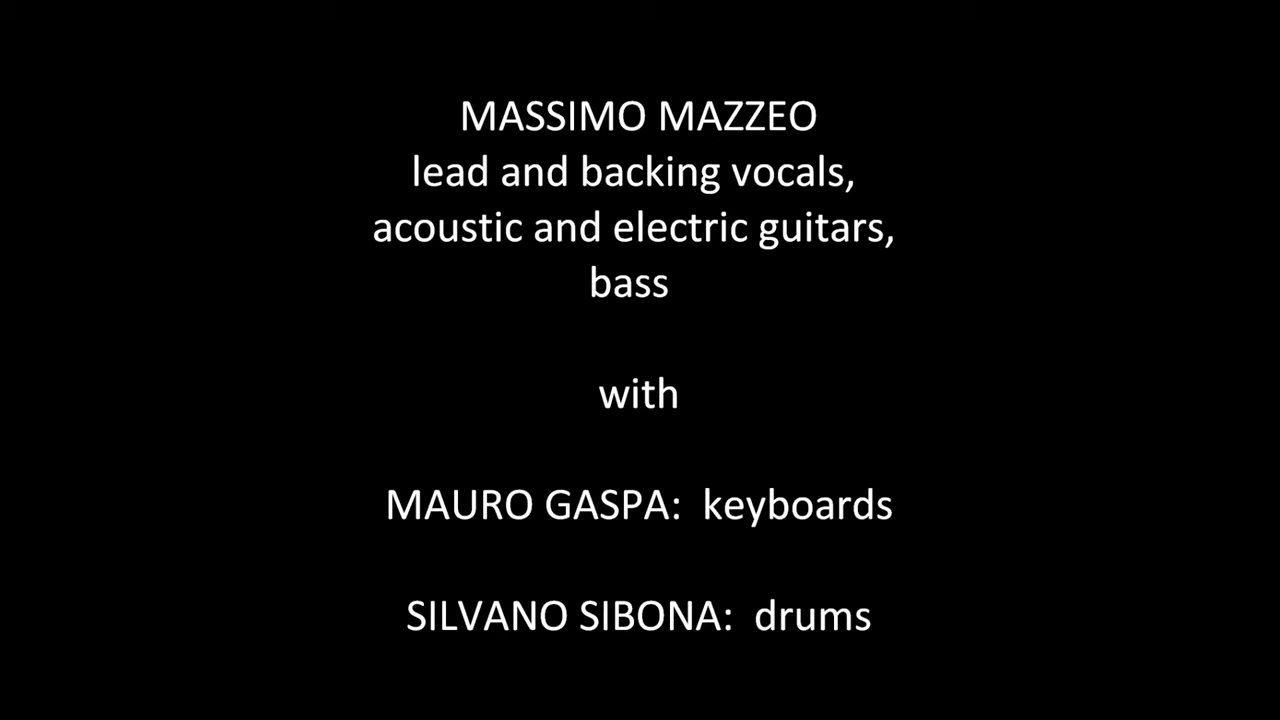 MASSIMO MAZZEO
lead and backing vocals,
acoustic and electric guitars,
bass
with
MAURO GASPA:  keyboards
SILVANO SIBONA:  drums